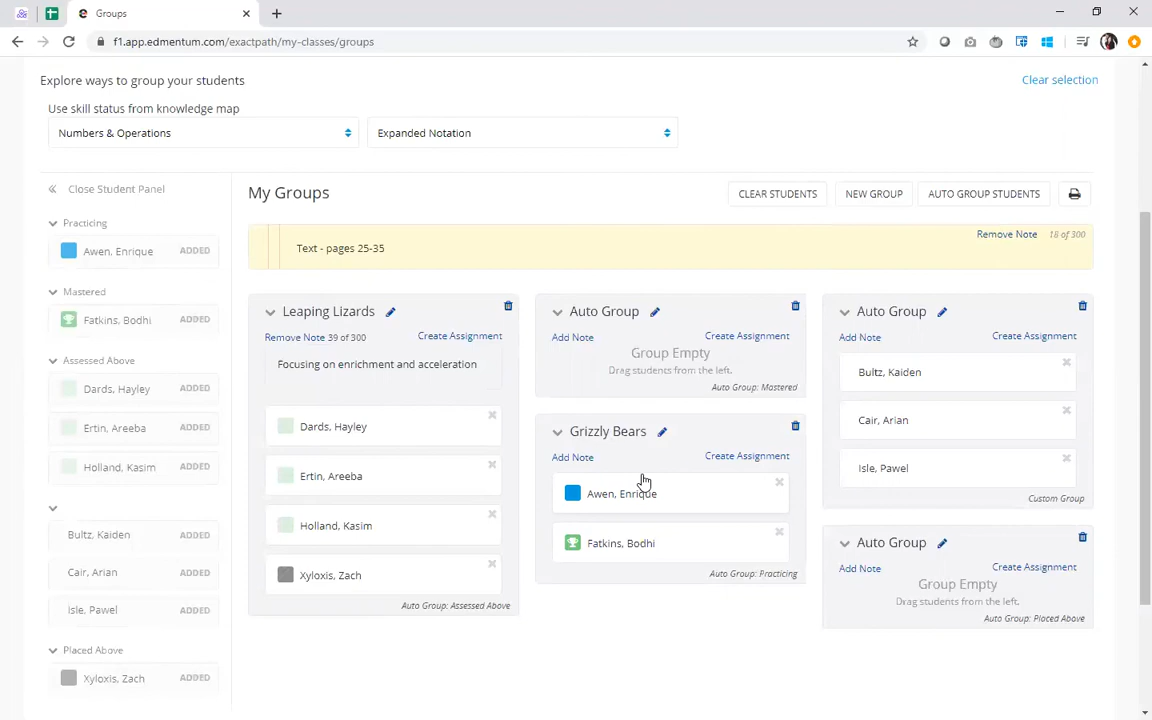 Groups
f1.app.edmentum.com/exactpath/my-classes/groups
Explore ways to group your students
Clear selection
Use skill status from knowledge map
Numbers & Operations
Expanded Notation
Close Student Panel
My Groups
CLEAR STUDENTS
NEW GROUP
AUTO GROUP STUDENTS
Practicing
Awen, Enrique ADDED
Mastered
Fatkins, Bodhi ADDED
Assessed Above
Dards, Hayley ADDED
Ertin, Areeba ADDED
Holland, Kasim ADDED
Bultz, Kaiden ADDED
Cair, Arian ADDED
Isle, Pawel ADDED
Placed Above
Xyloxis, Zach ADDED
Text - pages 25-35
Remove Note 18 of 300
Leaping Lizards
Remove Note 39 of 300 Create Assignment
Focusing on enrichment and acceleration
Dards, Hayley
Ertin, Areeba
Holland, Kasim
Xyloxis, Zach
Auto Group: Assessed Above
Auto Group
Add Note Create Assignment
Group Empty
Drag students from the left.
Auto Group: Mastered
Grizzly Bears
Add Note Create Assignment
Awen, Enrique
Fatkins, Bodhi
Auto Group: Practicing
Auto Group
Add Note Create Assignment
Bultz, Kaiden
Cair, Arian
Isle, Pawel
Custom Group
Auto Group
Add Note Create Assignment
Group Empty
Drag students from the left.
Auto Group: Placed Above